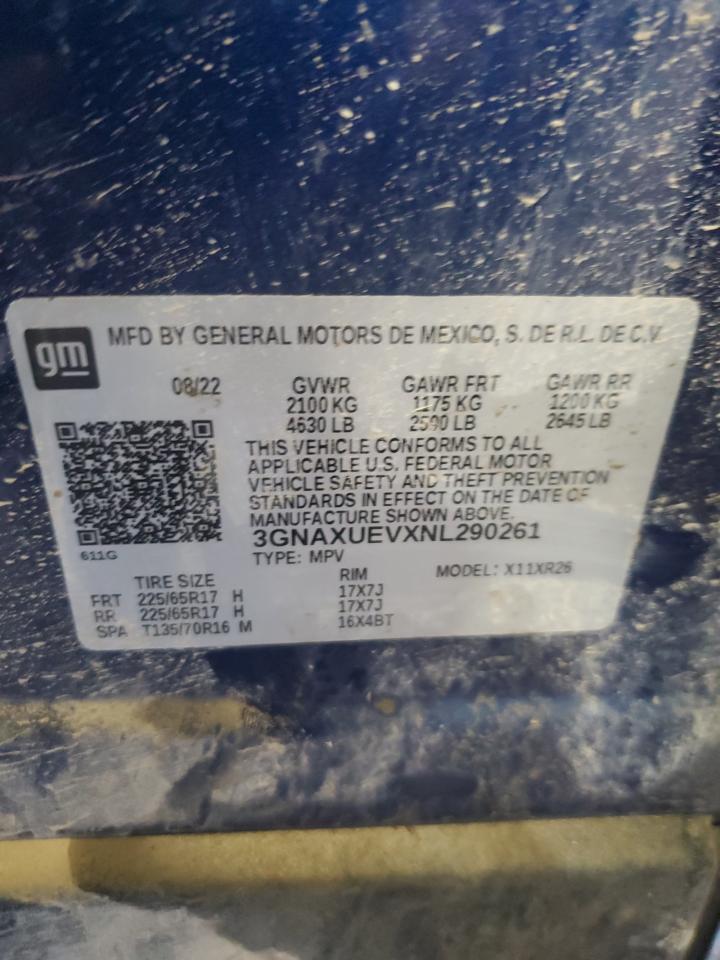 gm
MFD BY GENERAL MOTORS DE MEXICO, S. DE R.L. DE C.V.
08/22 GVWR GAWR FRT GAWR RR
2100 KG 1175 KG 1200 KG
4630 LB 2590 LB 2645 LB
THIS VEHICLE CONFORMS TO ALL
APPLICABLE U.S. FEDERAL MOTOR
VEHICLE SAFETY AND THEFT PREVENTION
STANDARDS IN EFFECT ON THE DATE OF
MANUFACTURE SHOWN ABOVE.
3GNAXUEVXNL290261
611G
TYPE: MPV MODEL: X11XR26
TIRE SIZE RIM
FRT 225/65R17 H 17X7J
RR 225/65R17 H 17X7J
SPA T135/70R16 M 16X4BT